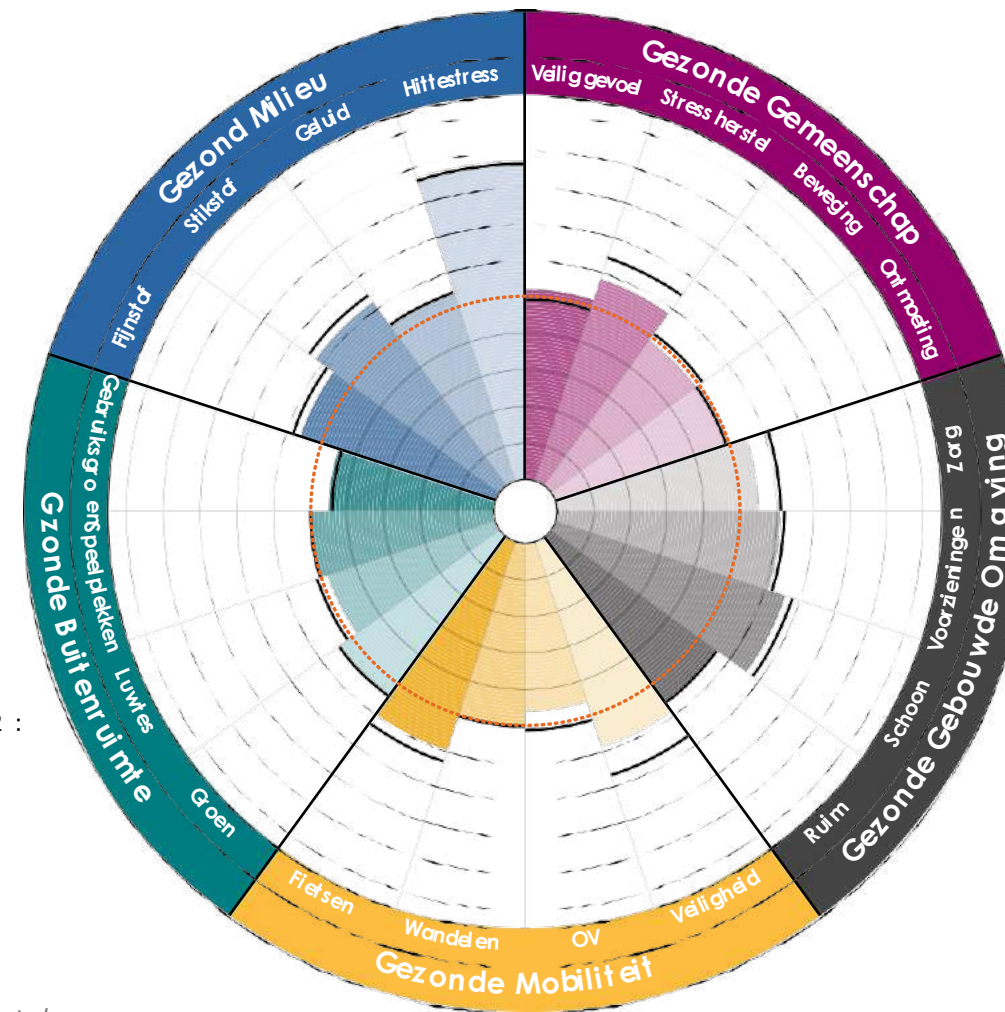 Gezond Milieu
Hittestress
Geluid
Stikstof
Fijnstof
Gezonde Gemeenschap
Veilig gevoel
Stress herstel
Beweging
Ontmoeting
Gezonde Gebouwde Omgeving
Zorg
Voorzieningen
Schoon
Ruim
Gezonde Mobiliteit
Veiligheid
OV
Wandelen
Fietsen
Gzonde Buitenruimte
Groen
Luwtes
Speelplekken
Gebruiksgroen